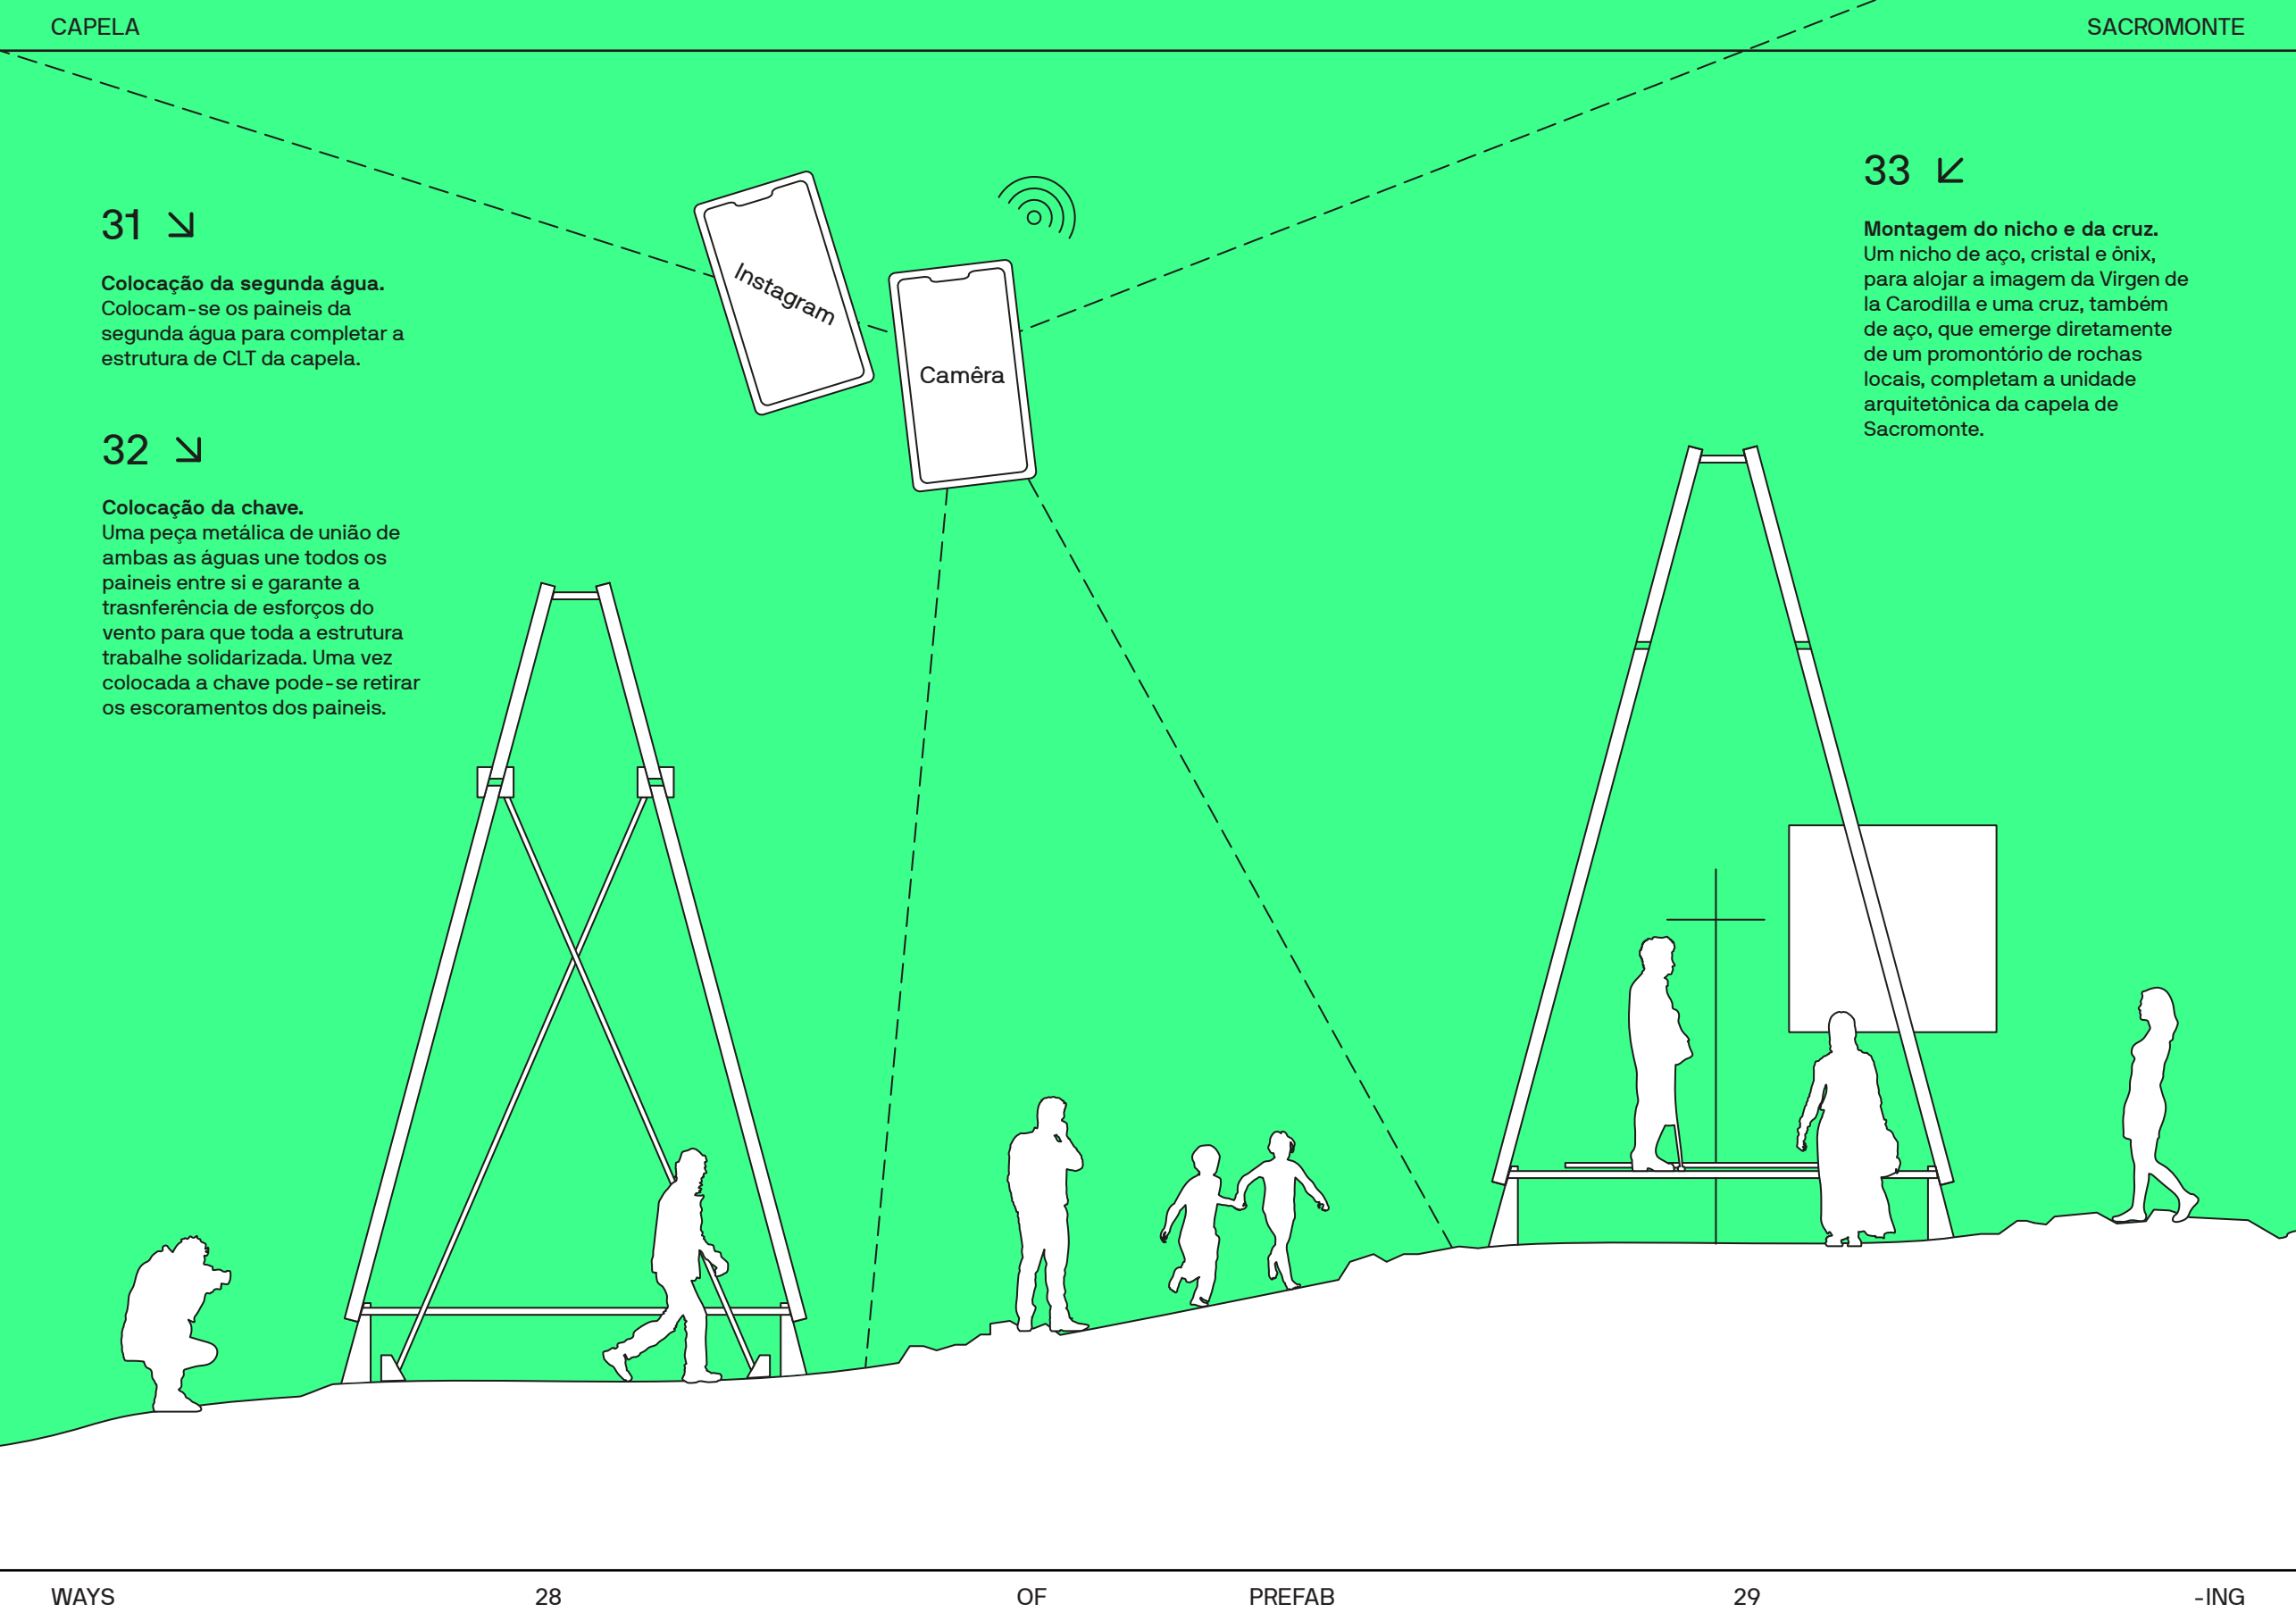 CAPELA
SACROMONTE
31
Colocação da segunda água.
Colocam-se os paineis da
segunda água para completar a
estrutura de CLT da capela.
32
Colocação da chave.
Uma peça metálica de união de
ambas as águas une todos os
paineis entre si e garante a
trasnferência de esforços do
vento para que toda a estrutura
trabalhe solidarizada. Uma vez
colocada a chave pode-se retirar
os escoramentos dos paineis.
Instagram
Camêra
33
Montagem do nicho e da cruz.
Um nicho de aço, cristal e ônix,
para alojar a imagem da Virgen de
la Carodilla e uma cruz, também
de aço, que emerge diretamente
de um promontório de rochas
locais, completam a unidade
arquitetônica da capela de
Sacromonte.
WAYS
28
OF
PREFAB
29
-ING